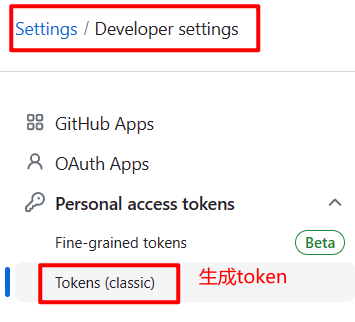 Settings / Developer settings
GitHub Apps
OAuth Apps
Personal access tokens
Fine-grained tokens Beta
Tokens (classic) 生成token